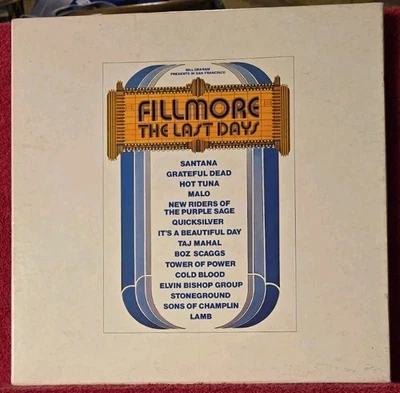 BILL GRAHAM
PRESENTS IN SAN FRANCISCO
FILLMORE
THE LAST DAYS
SANTANA
GRATEFUL DEAD
HOT TUNA
MALO
NEW RIDERS OF
THE PURPLE SAGE
QUICKSILVER
IT'S A BEAUTIFUL DAY
TAJ MAHAL
BOZ SCAGGS
TOWER OF POWER
COLD BLOOD
ELVIN BISHOP GROUP
STONEGROUND
SONS OF CHAMPLIN
LAMB